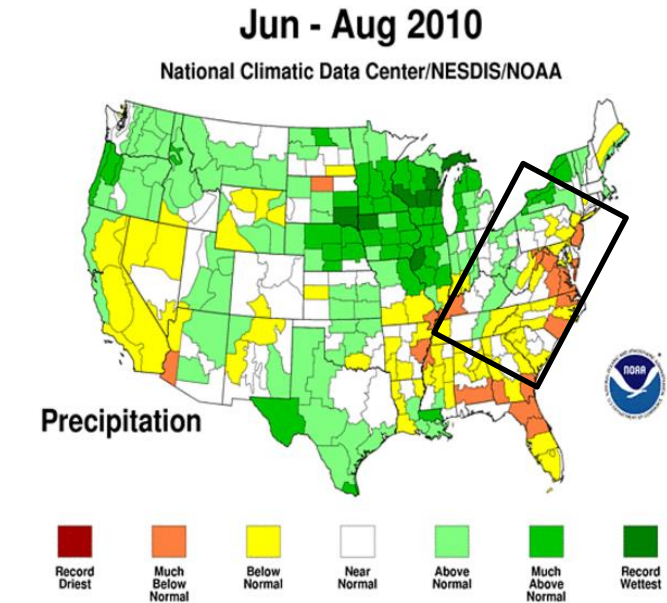 Jun - Aug 2010
National Climatic Data Center/NESDIS/NOAA
NOAA
Precipitation
Record
Driest
Much
Below
Normal
Below
Normal
Near
Normal
Above
Normal
Much
Above
Normal
Record
Wettest